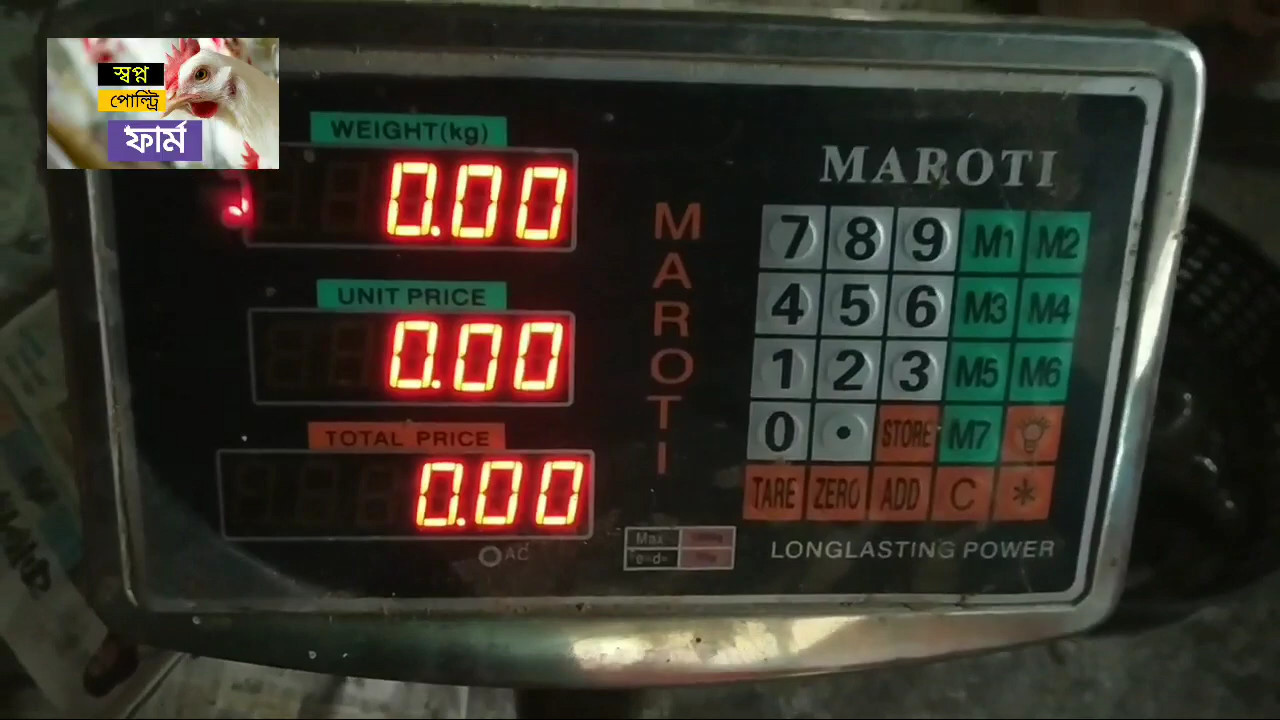 স্বপ্ন
পোল্ট্রি
ফার্ম
WEIGHT(kg)
0.00
UNIT PRICE
0.00
TOTAL PRICE
0.00
AC
M
A
R
O
T
I
MAROTI
7 8 9 M1 M2
4 5 6 M3 M4
1 2 3 M5 M6
0 . STORE M7
TARE ZERO ADD C *
Max
e=d=
LONGLASTING POWER